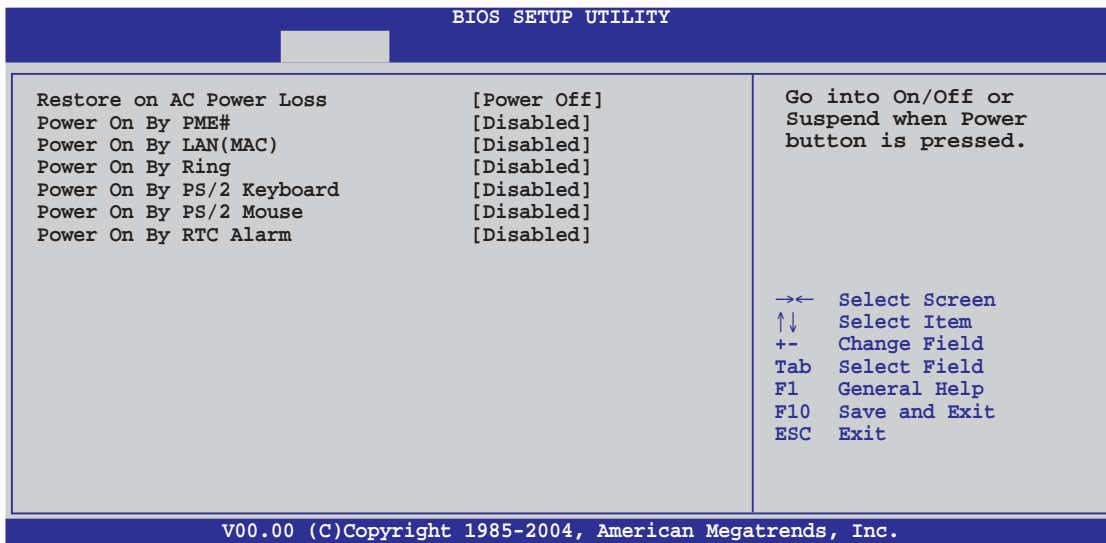 BIOS SETUP UTILITY
Restore on AC Power Loss [Power Off]
Power On By PME# [Disabled]
Power On By LAN(MAC) [Disabled]
Power On By Ring [Disabled]
Power On By PS/2 Keyboard [Disabled]
Power On By PS/2 Mouse [Disabled]
Power On By RTC Alarm [Disabled]
Go into On/Off or
Suspend when Power
button is pressed.
→← Select Screen
↑↓ Select Item
+- Change Field
Tab Select Field
F1 General Help
F10 Save and Exit
ESC Exit
V00.00 (C)Copyright 1985-2004, American Megatrends, Inc.